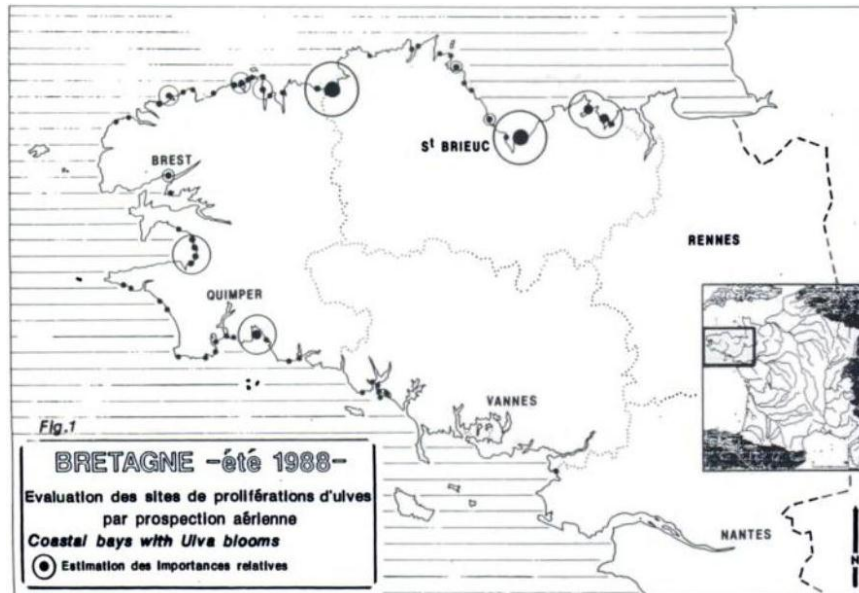 BREST
St BRIEUC
RENNES
QUIMPER
VANNES
NANTES
N
Fig.1
BRETAGNE -été 1988-
Evaluation des sites de proliférations d'ulves
par prospection aérienne
Coastal bays with Ulva blooms
Estimation des importances relatives